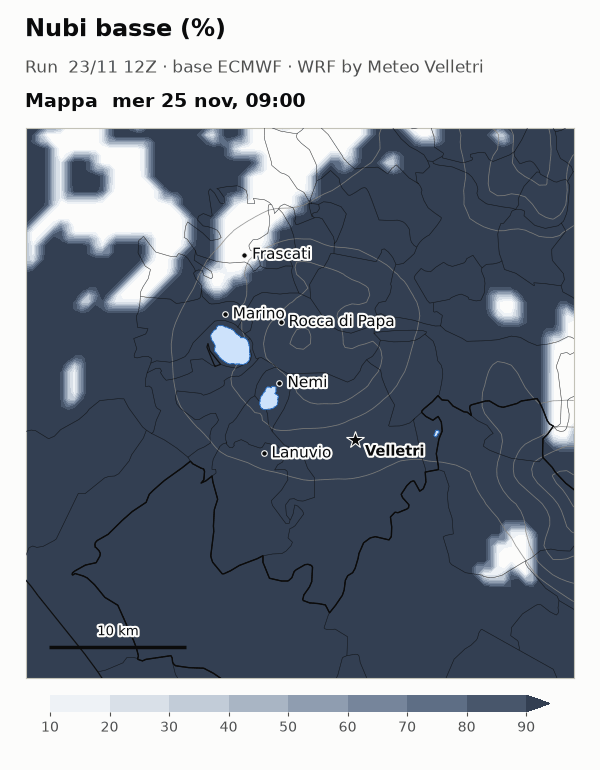 Nubi basse (%)
Run  23/11 12Z · base ECMWF · WRF by Meteo Velletri
Mappa  mer 25 nov, 09:00
Frascati
Marino
Rocca di Papa
Nemi
Velletri
Lanuvio
10 km
10 20 30 40 50 60 70 80 90